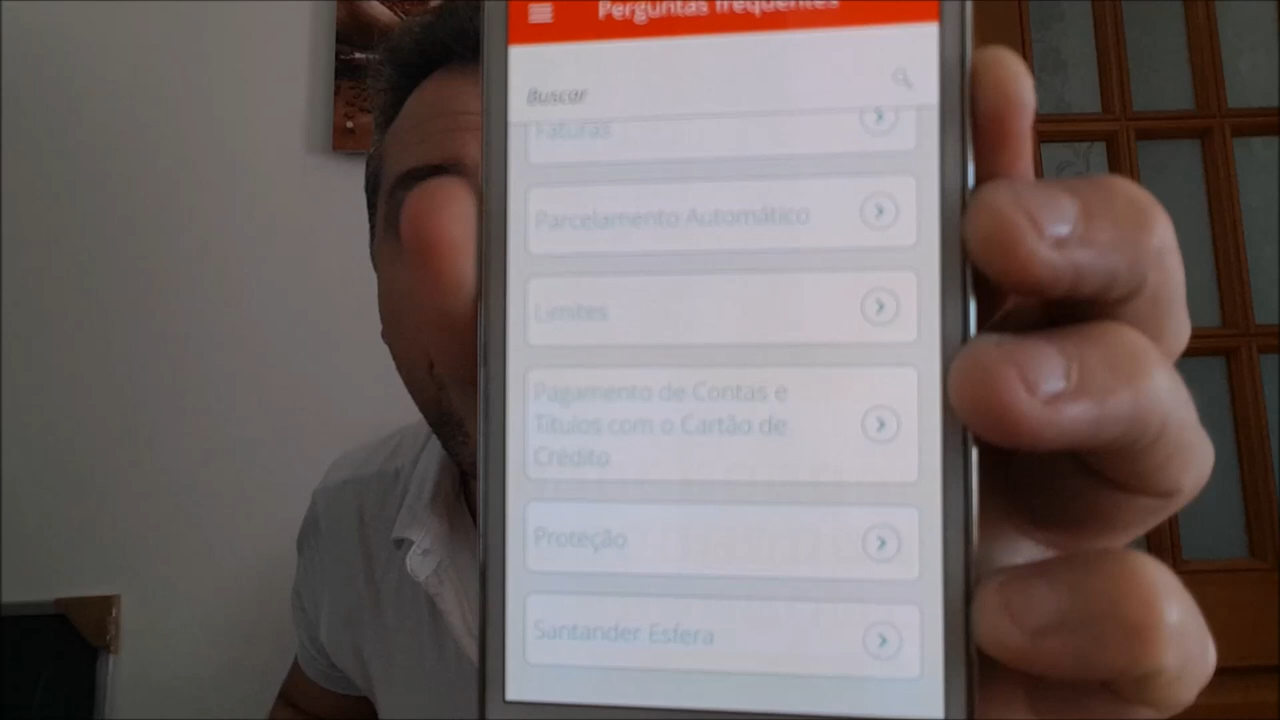 Perguntas frequentes
Buscar
Faturas
Parcelamento Automático
Limites
Pagamento de Contas e
Títulos com o Cartão de
Crédito
Proteção
Santander Esfera